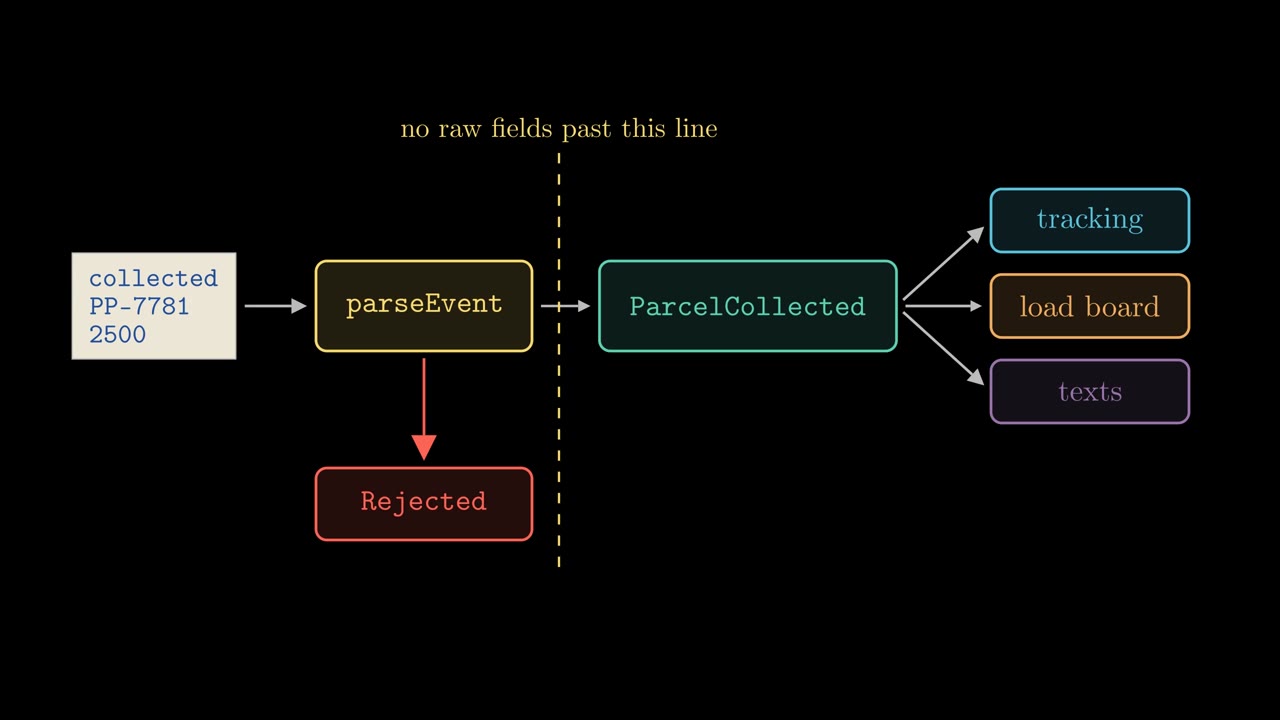 no raw fields past this line
collected
PP-7781
2500
parseEvent
ParcelCollected
tracking
load board
texts
Rejected